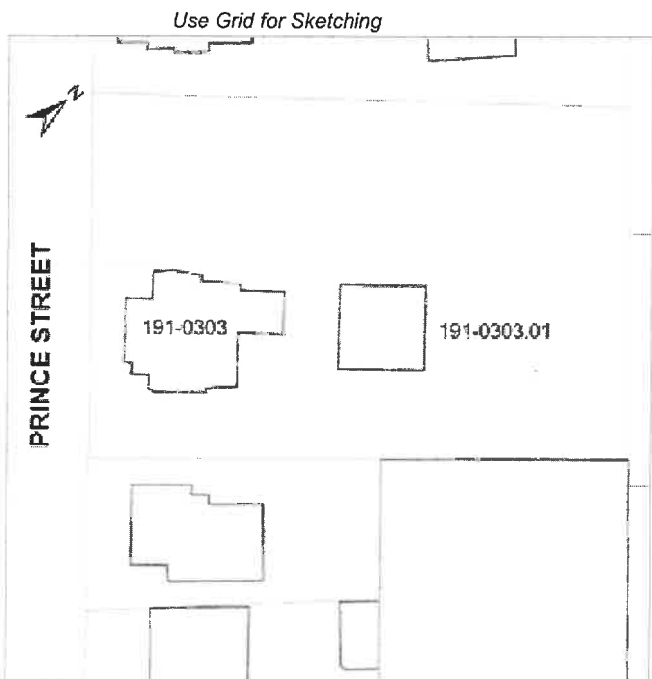 Use Grid for Sketching
N
PRINCE STREET
191-0303
191-0303.01